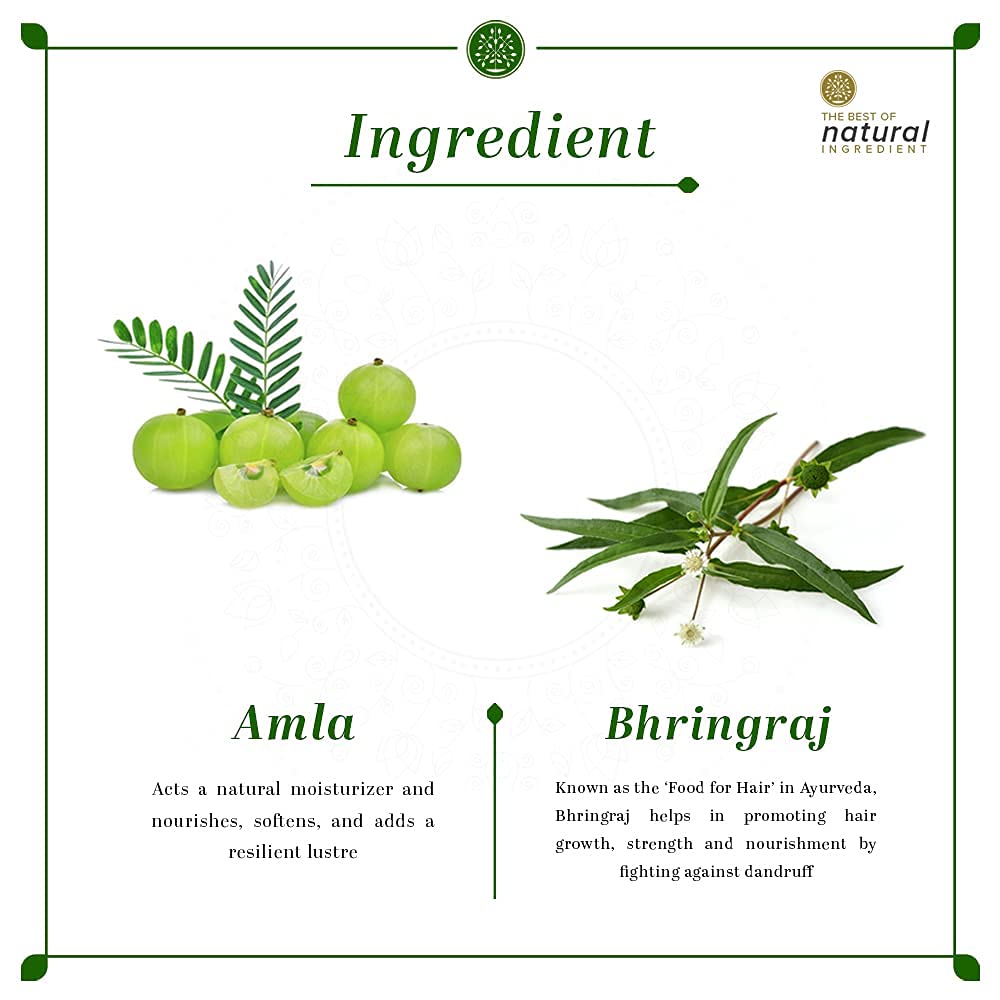 Ingredient
THE BEST OF
natural
INGREDIENT
Amla
Acts a natural moisturizer and
nourishes, softens, and adds a
resilient lustre
Bhringraj
Known as the ‘Food for Hair’ in Ayurveda,
Bhringraj helps in promoting hair
growth, strength and nourishment by
fighting against dandruff